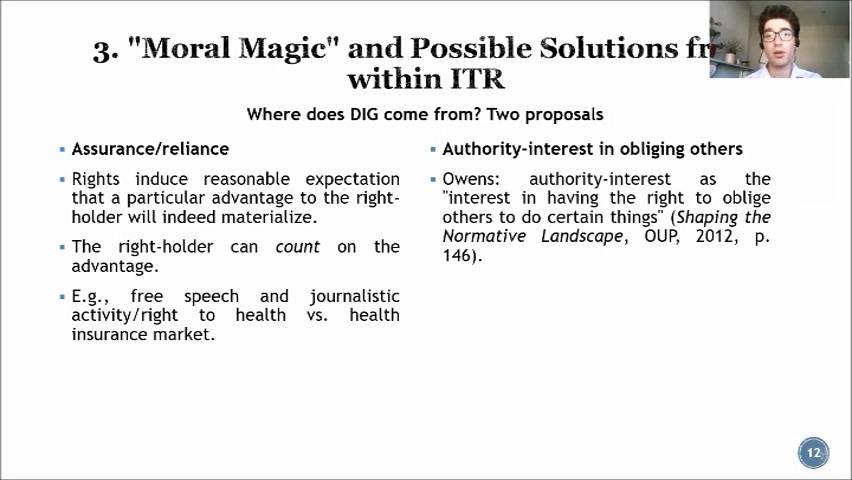 3. "Moral Magic" and Possible Solutions
within ITR
Where does DIG come from? Two proposals
Assurance/reliance
Rights induce reasonable expectation
that a particular advantage to the right-
holder will indeed materialize.
The right-holder can count on the
advantage.
E.g., free speech and journalistic
activity/right to health vs. health
insurance market.
Authority-interest in obliging others
Owens: authority-interest as the
"interest in having the right to oblige
others to do certain things" (Shaping the
Normative Landscape, OUP, 2012, p.
146).
12